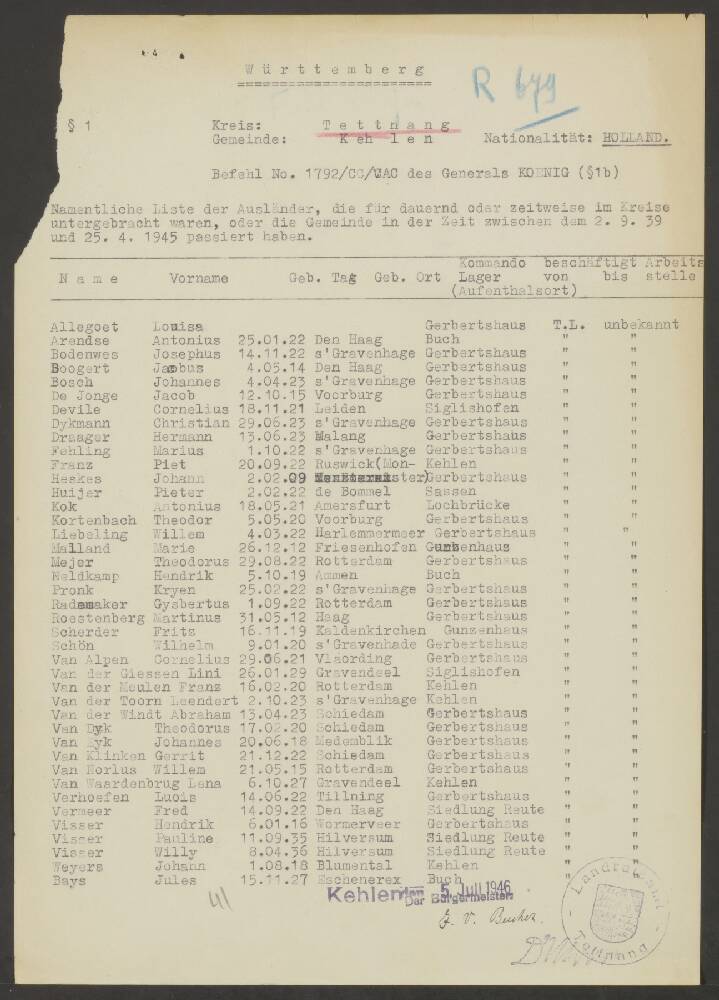 Württemberg
R 679
§ 1 Kreis: Tettnang
Gemeinde: Kehlen Nationalität: HOLLAND.
Befehl No. 1792/CC/CAC des Generals KOENIG (§1b)
Namentliche Liste der Ausländer, die für dauernd oder zeitweise im Kreise
untergebracht waren, oder die Gemeinde in der Zeit zwischen dem 2. 9. 39
und 25. 4. 1945 passiert haben.
Kommando beschäftigt Arbeits
Name Vorname Geb. Tag Geb. Ort Lager von bis stelle
(Aufenthalsort)
Allegoet Louisa Gerbertshaus T.L. unbekannt
Arendse Antonius 25.01.22 Den Haag Buch " "
Bodenwes Josephus 14.11.22 s'Gravenhage Gerbertshaus " "
Boogert Jacobus 4.05.14 Den Haag Gerbertshaus " "
Bosch Johannes 4.04.23 s'Gravenhage Gerbertshaus " "
De Jonge Jacob 12.10.15 Voorburg Gerbertshaus " "
Devile Cornelius 18.11.21 Leiden Siglishofen " "
Dykmann Christian 29.06.23 s'Gravenhage Gerbertshaus " "
Draager Hermann 13.06.23 Malang Gerbertshaus " "
Fehling Marius 1.10.22 s'Gravenhage Gerbertshaus " "
Franz Piet 20.09.22 Ruswick(Mon- Kehlen " "
Heskes Johann 2.02.09 ster)Gerbertshaus " "
Huijer Pieter 2.02.22 de Bommel Sassen " "
Kok Antonius 18.05.21 Amersfurt Lochbrücke " "
Kortenbach Theodor 5.05.20 Voorburg Gerbertshaus " "
Liebeling Willem 4.03.22 Harlemmermeer Gerbertshaus " "
Malland Marie 26.12.12 Friesenhofen Gunzenhaus " "
Mejer Theodorus 29.08.22 Rotterdam Gerbertshaus " "
Neldkamp Hendrik 5.10.19 Ammen Buch " "
Pronk Kryen 25.02.22 s'Gravenhage Gerbertshaus " "
Rademaker Gysbertus 1.09.22 Rotterdam Gerbertshaus " "
Roestenberg Martinus 31.05.12 Haag Gerbertshaus " "
Scherder Fritz 16.11.19 Kaldenkirchen Gunzenhaus " "
Schön Wilhelm 9.01.20 s'Gravenhade Gerbertshaus " "
Van Alpen Cornelius 29.06.21 Vlaording Gerbertshaus " "
Van der Giessen Lini 26.01.29 Gravendeel Siglishofen " "
Van der Meulen Franz 16.02.20 Rotterdam Kehlen " "
Van der Toorn Leendert 2.10.23 s'Gravenhage Kehlen " "
Van der Windt Abraham 13.04.23 Schiedam Gerbertshaus " "
Van Dyk Theodorus 17.02.20 Schiedam Gerbertshaus " "
Van Eyk Johannes 20.06.18 Medemblik Gerbertshaus " "
Van Klinken Gerrit 21.12.22 Schiedam Gerbertshaus " "
Van Norlus Willem 21.05.15 Rotterdam Gerbertshaus " "
Van Waardenbrug Lena 6.10.27 Gravendeel Kehlen " "
Verhoefen Luois 14.06.22 Tillning Gerbertshaus " "
Vermeer Fred 14.09.22 Den Haag Siedlung Reute " "
Visser Hendrik 6.01.16 Wormerveer Gerbertshaus " "
Visser Pauline 11.09.35 Hilversum Siedlung Reute " "
Visser Willy 8.04.36 Hilversum Siedlung Reute " "
Weyers Johann 1.08.18 Blumental Kehlen " "
Bays Jules 15.11.27 Eschenerex Buch "
41 Kehlen den 5. Juli 1946
Der Bürgermeister:
J. V. Bucher.
Landratsamt
Tettnang